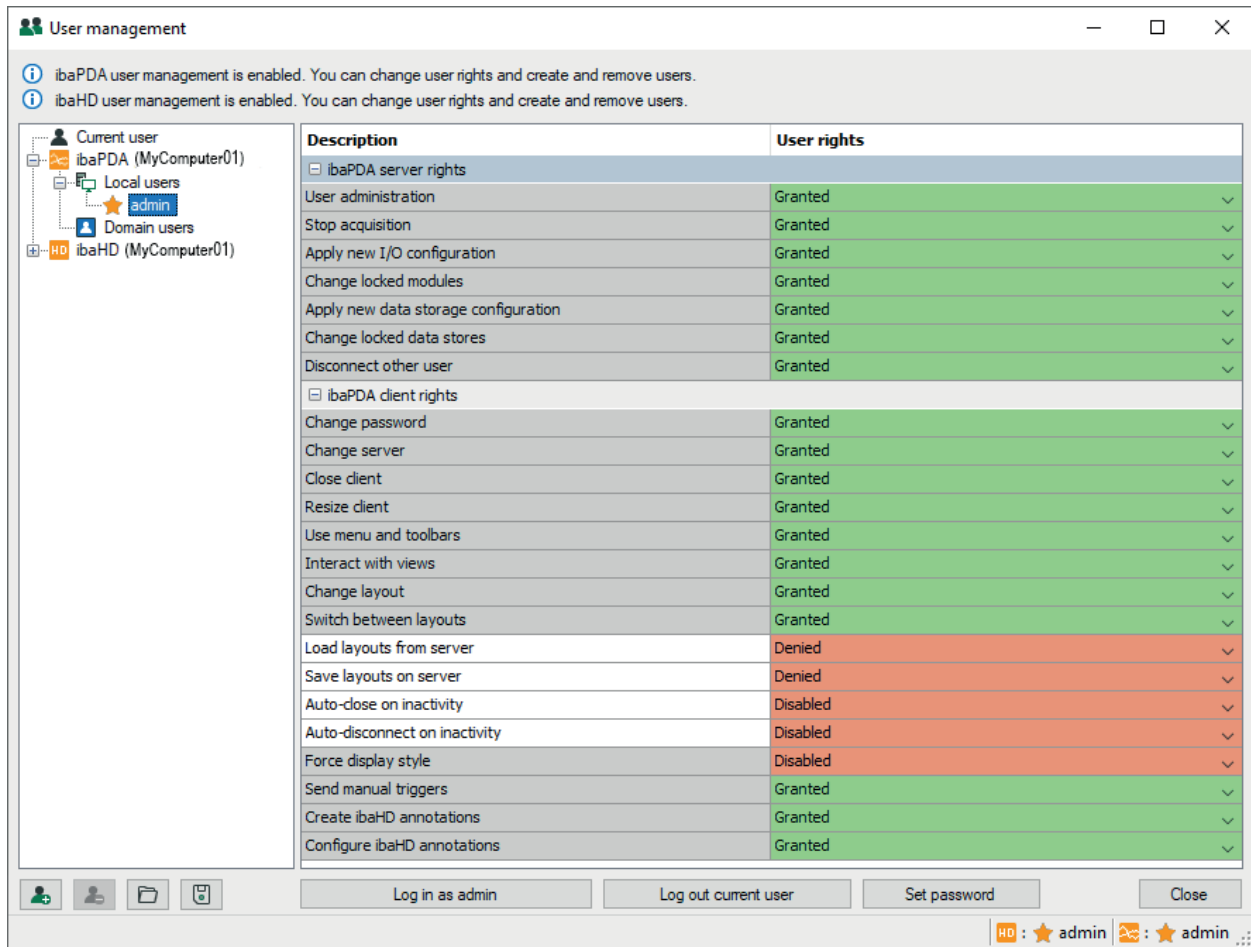 User management
ibaPDA user management is enabled. You can change user rights and create and remove users.
ibaHD user management is enabled. You can change user rights and create and remove users.
Current user
ibaPDA (MyComputer01)
Local users
admin
Domain users
HD ibaHD (MyComputer01)
Description User rights
ibaPDA server rights
User administration Granted
Stop acquisition Granted
Apply new I/O configuration Granted
Change locked modules Granted
Apply new data storage configuration Granted
Change locked data stores Granted
Disconnect other user Granted
ibaPDA client rights
Change password Granted
Change server Granted
Close client Granted
Resize client Granted
Use menu and toolbars Granted
Interact with views Granted
Change layout Granted
Switch between layouts Granted
Load layouts from server Denied
Save layouts on server Denied
Auto-close on inactivity Disabled
Auto-disconnect on inactivity Disabled
Force display style Disabled
Send manual triggers Granted
Create ibaHD annotations Granted
Configure ibaHD annotations Granted
Log in as admin Log out current user Set password Close
HD : admin : admin